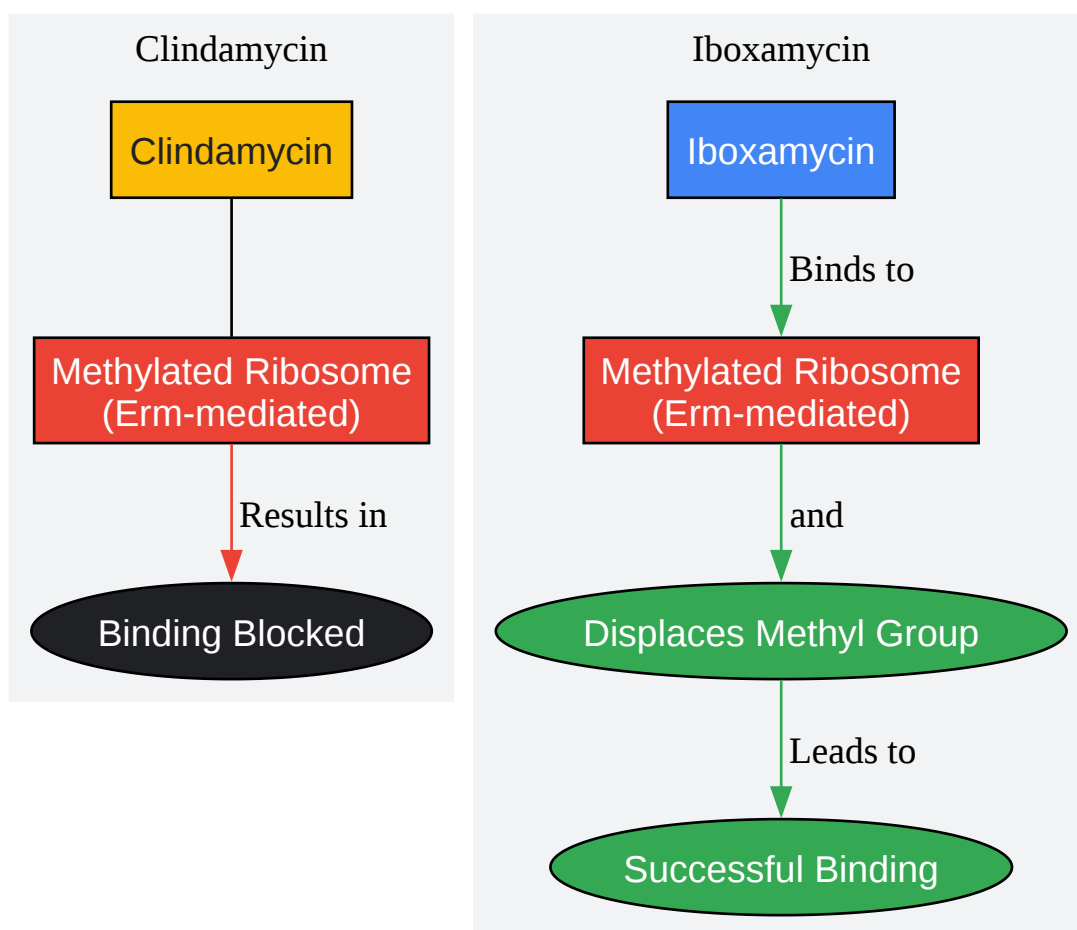 Clindamycin
Clindamycin
Methylated Ribosome
(Erm-mediated)
Results in
Binding Blocked
Iboxamycin
Iboxamycin
Binds to
Methylated Ribosome
(Erm-mediated)
and
Displaces Methyl Group
Leads to
Successful Binding